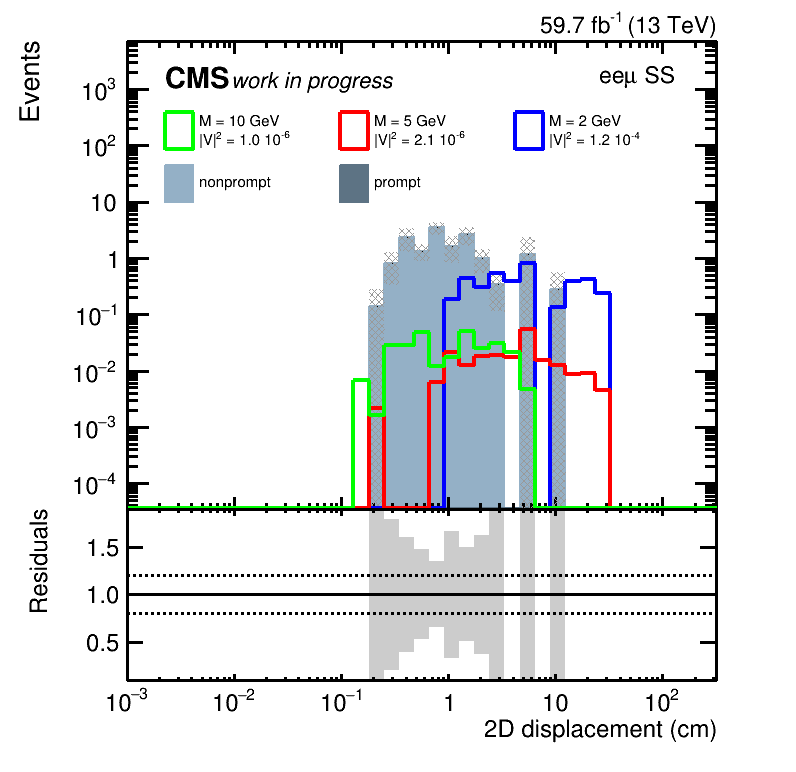 59.7 fb⁻¹ (13 TeV)
Events
CMS work in progress
eeμ SS
M = 10 GeV
|V|² = 1.0 10⁻⁶
M = 5 GeV
|V|² = 2.1 10⁻⁶
M = 2 GeV
|V|² = 1.2 10⁻⁴
nonprompt
prompt
10³
10²
10
1
10⁻¹
10⁻²
10⁻³
10⁻⁴
Residuals
1.5
1.0
0.5
10⁻³ 10⁻² 10⁻¹ 1 10 10²
2D displacement (cm)